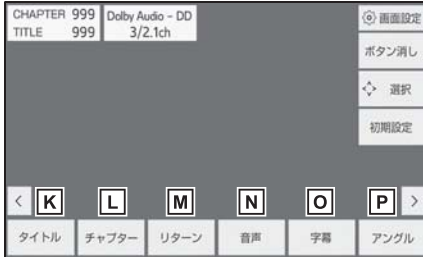 CHAPTER 999
TITLE 999
Dolby Audio - DD
3/2.1ch
画面設定
ボタン消し
選択
初期設定
< K L M N O P >
タイトル チャプター リターン 音声 字幕 アングル